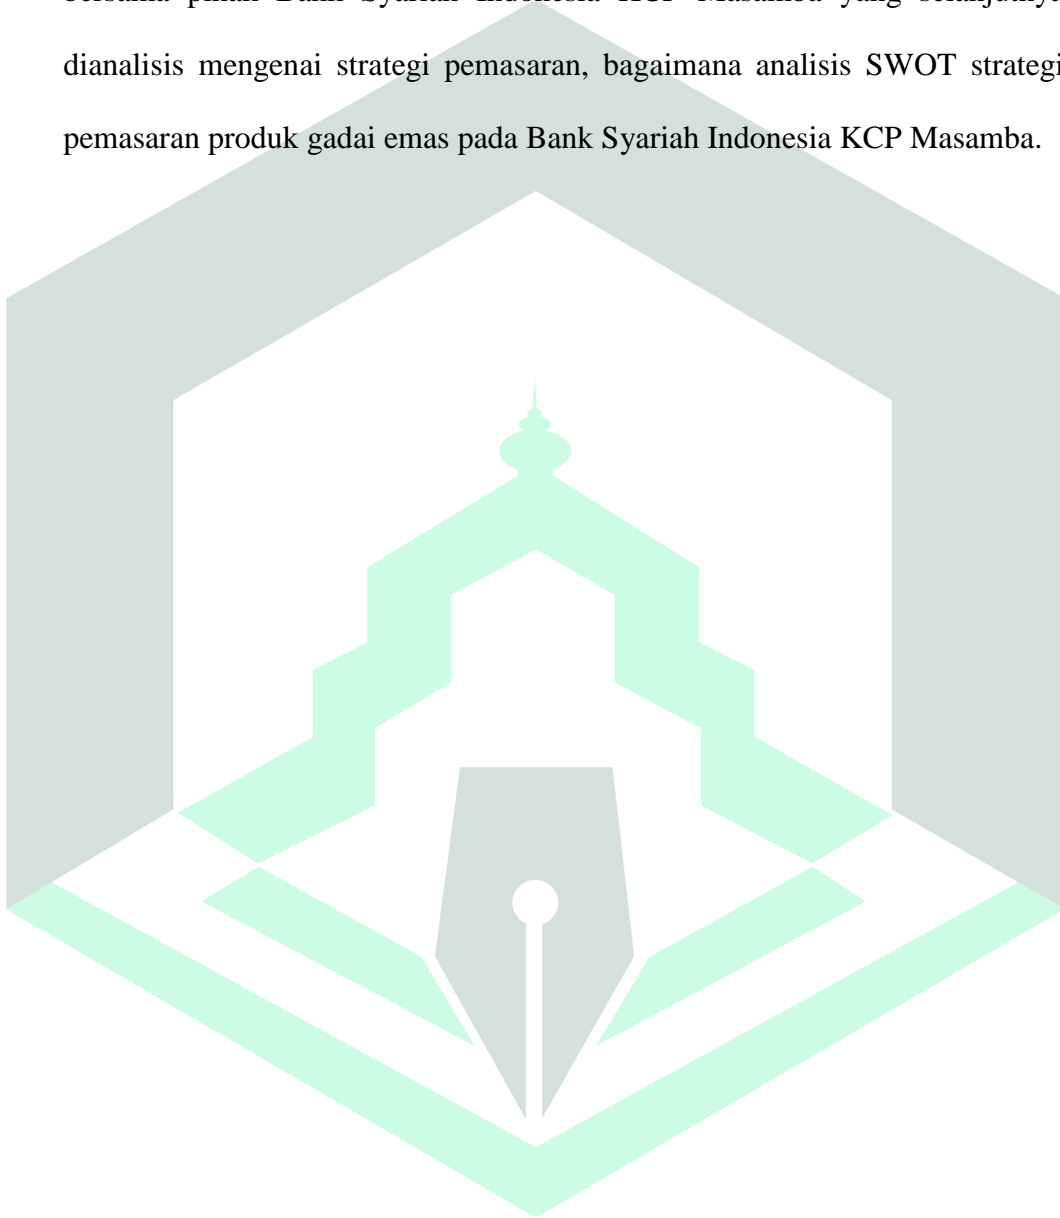 bersama pihak Bank Syariah Indonesia KCP Masamba yang selanjutnya
dianalisis mengenai strategi pemasaran, bagaimana analisis SWOT strategi
pemasaran produk gadai emas pada Bank Syariah Indonesia KCP Masamba.